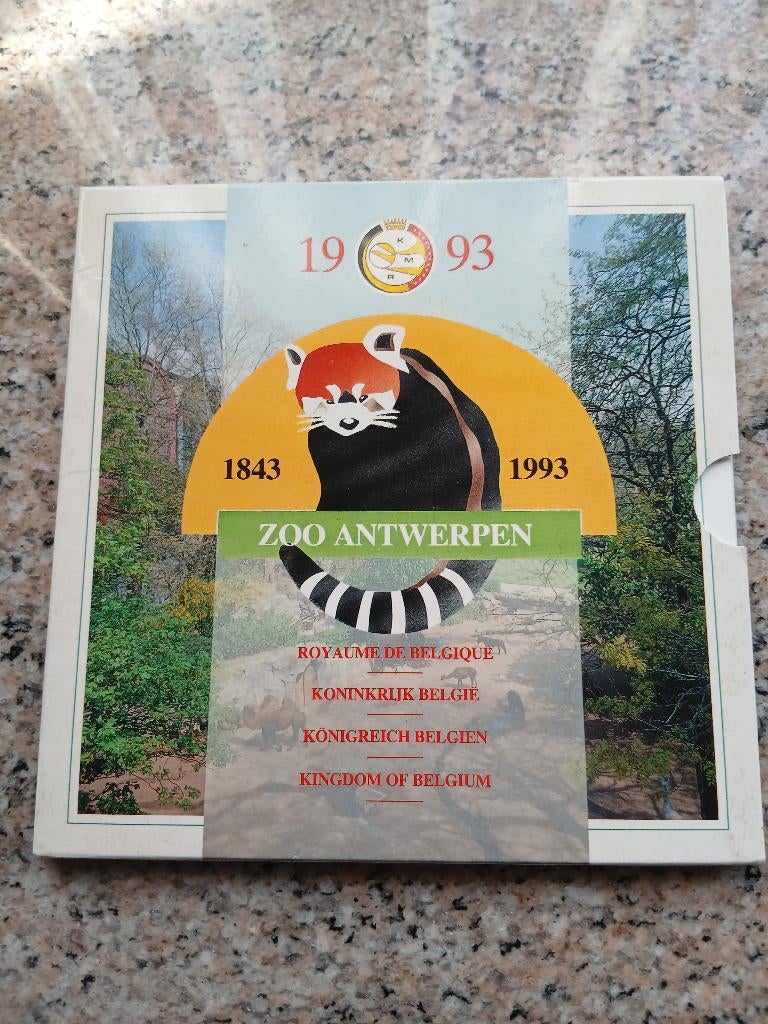 19 93
K
M
R
1843 1993
ZOO ANTWERPEN
ROYAUME DE BELGIQUE
KONINKRIJK BELGIË
KÖNIGREICH BELGIEN
KINGDOM OF BELGIUM